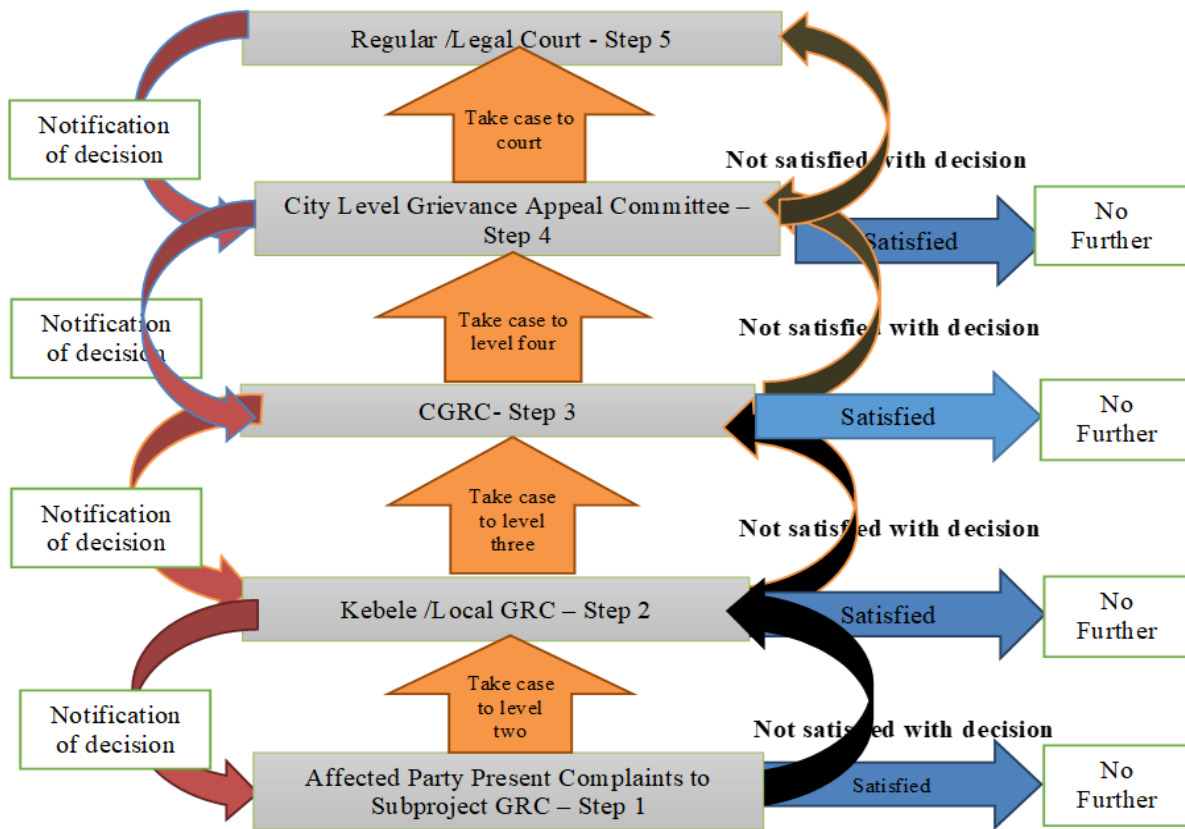 Regular /Legal Court - Step 5
Notification
of decision
Take case to
court
Not satisfied with decision
City Level Grievance Appeal Committee –
Step 4
Satisfied
No
Further
Notification
of decision
Take case to
level four
Not satisfied with decision
CGRC- Step 3
Satisfied
No
Further
Notification
of decision
Take case
to level
three
Not satisfied with decision
Kebele /Local GRC – Step 2
Satisfied
No
Further
Notification
of decision
Take case
to level
two
Not satisfied with decision
Affected Party Present Complaints to
Subproject GRC – Step 1
Satisfied
No
Further